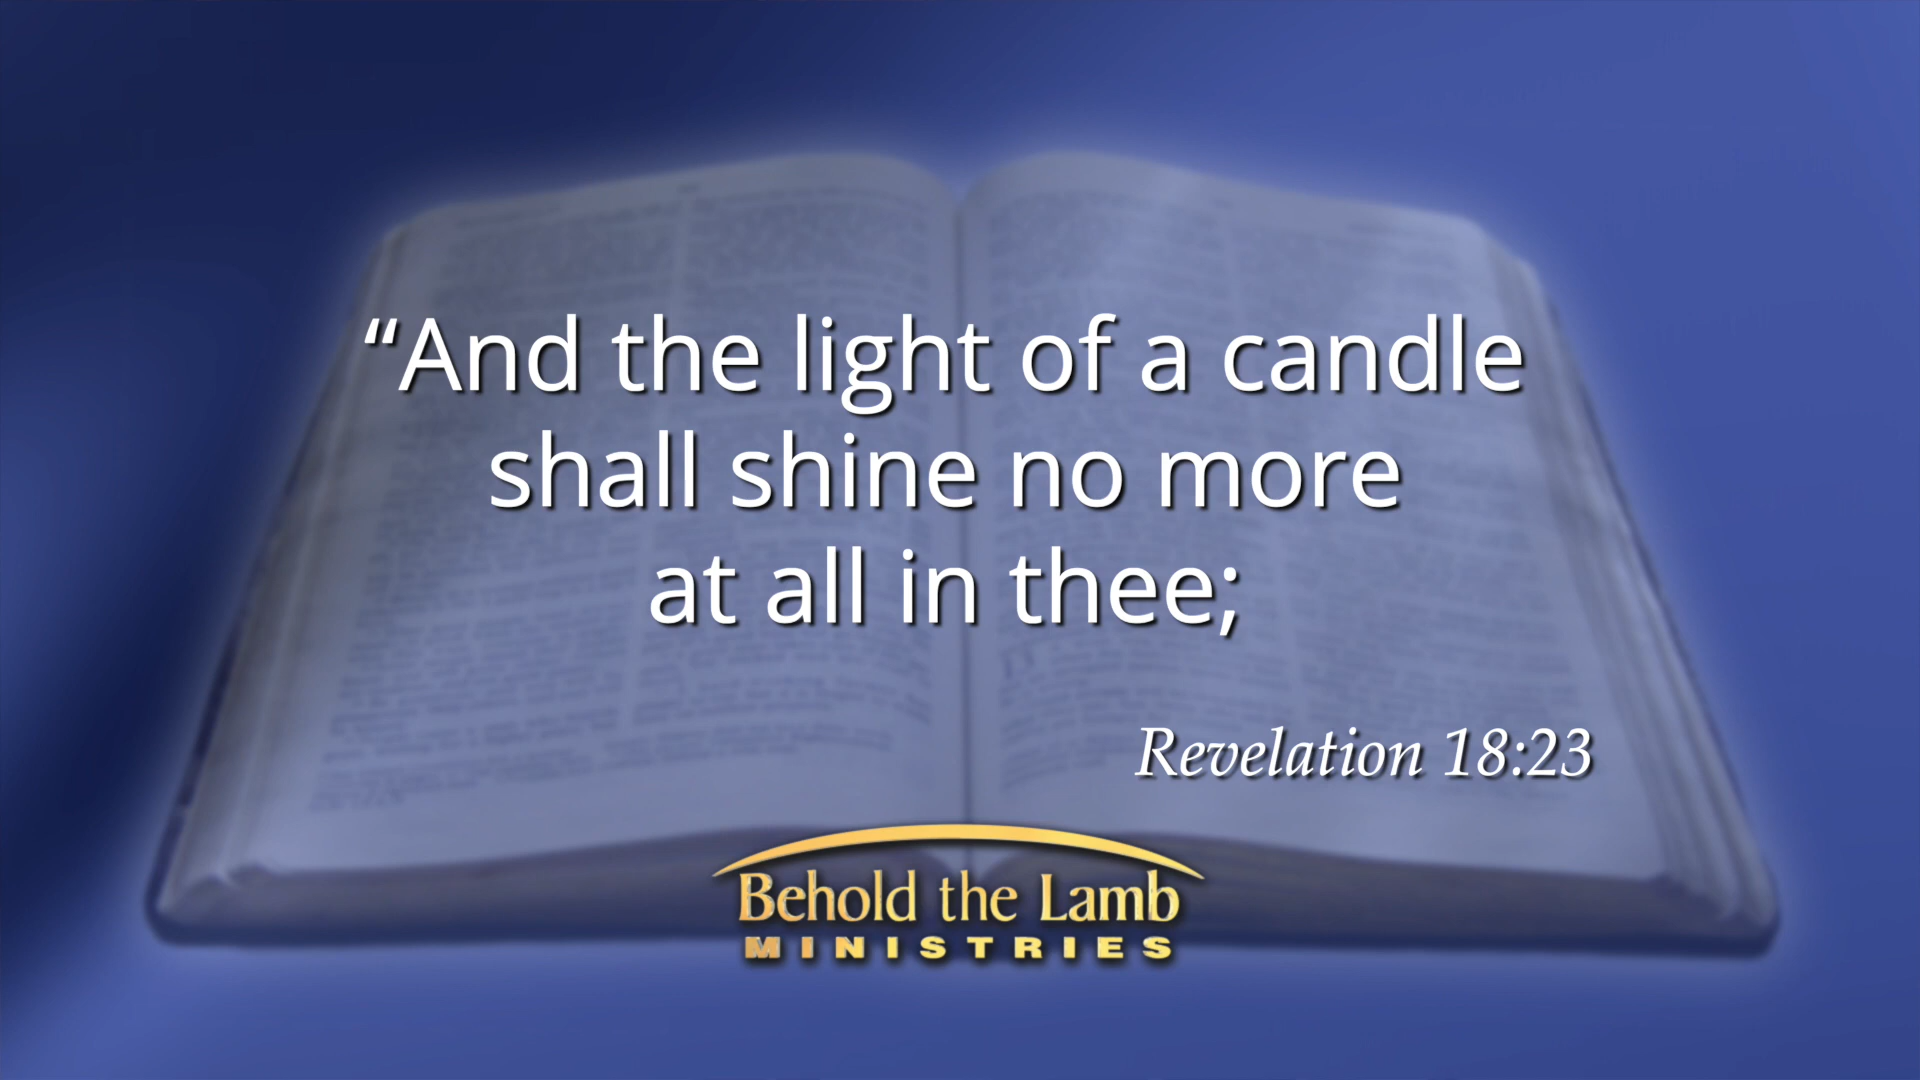 “And the light of a candle
shall shine no more
at all in thee;
Revelation 18:23
Behold the Lamb
MINISTRIES